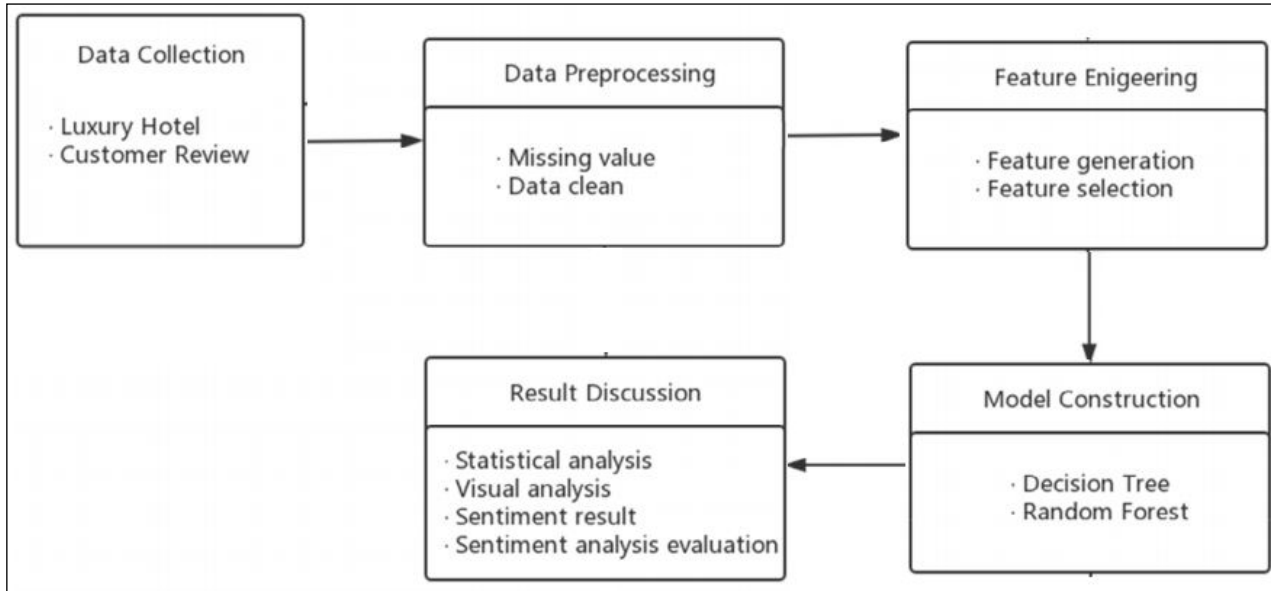 Data Collection
· Luxury Hotel
· Customer Review
Data Preprocessing
· Missing value
· Data clean
Feature Enigeering
· Feature generation
· Feature selection
Model Construction
· Decision Tree
· Random Forest
Result Discussion
· Statistical analysis
· Visual analysis
· Sentiment result
· Sentiment analysis evaluation